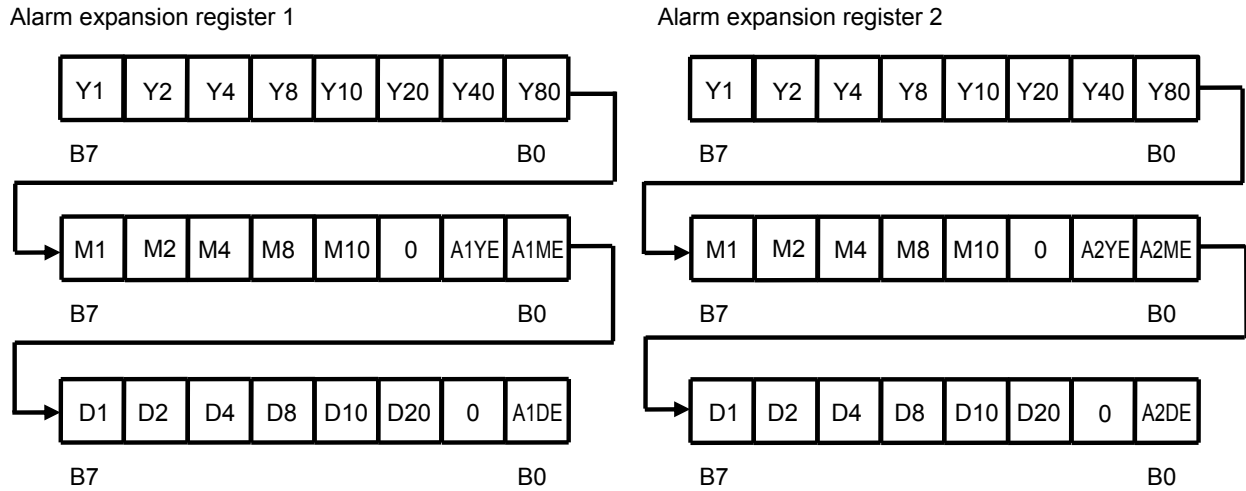 Alarm expansion register 1
Y1 Y2 Y4 Y8 Y10 Y20 Y40 Y80
B7 B0
M1 M2 M4 M8 M10 0 A1YE A1ME
B7 B0
D1 D2 D4 D8 D10 D20 0 A1DE
B7 B0
Alarm expansion register 2
Y1 Y2 Y4 Y8 Y10 Y20 Y40 Y80
B7 B0
M1 M2 M4 M8 M10 0 A2YE A2ME
B7 B0
D1 D2 D4 D8 D10 D20 0 A2DE
B7 B0